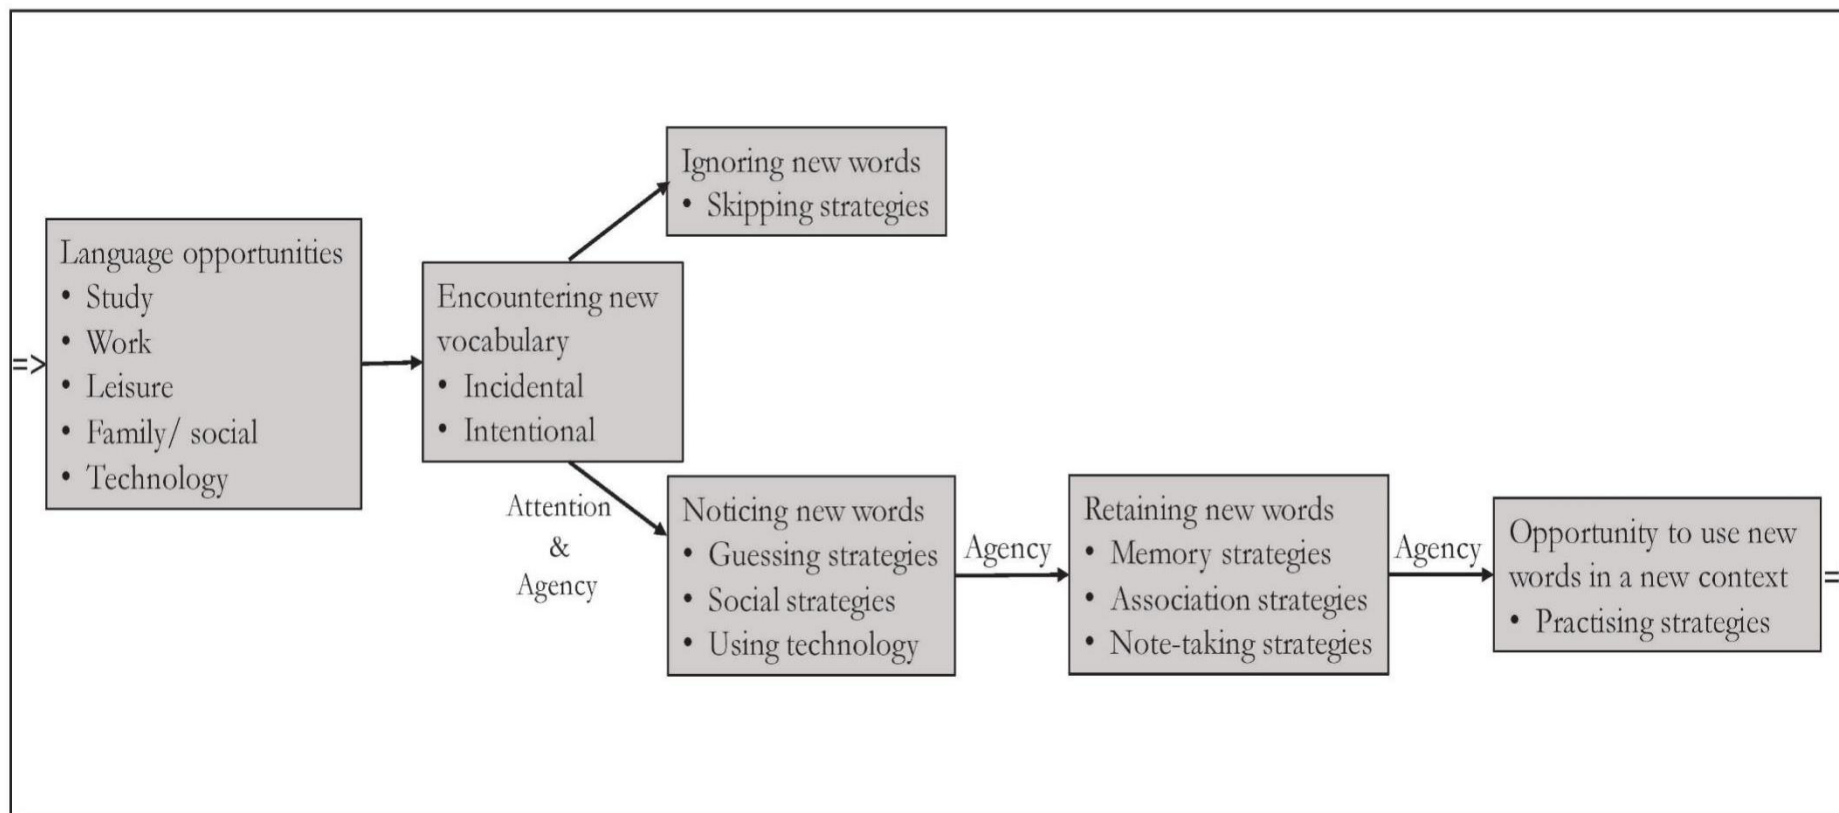 =>
Language opportunities
• Study
• Work
• Leisure
• Family/ social
• Technology
Encountering new
vocabulary
• Incidental
• Intentional
Ignoring new words
• Skipping strategies
Attention
&
Agency
Noticing new words
• Guessing strategies
• Social strategies
• Using technology
Agency
Retaining new words
• Memory strategies
• Association strategies
• Note-taking strategies
Agency
Opportunity to use new
words in a new context
• Practising strategies
=